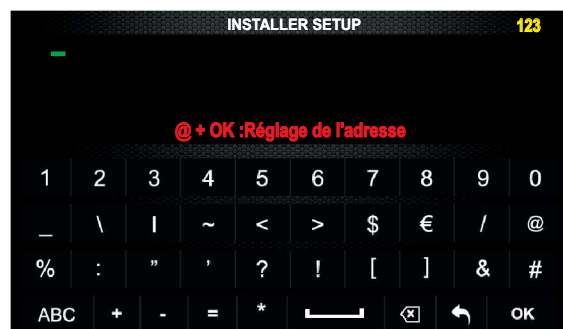 INSTALLER SETUP 123
_
@ + OK :Réglage de l'adresse
1 2 3 4 5 6 7 8 9 0
_ \ | ~ < > $ € / @
% : " ' ? ! [ ] & #
ABC + - = * OK